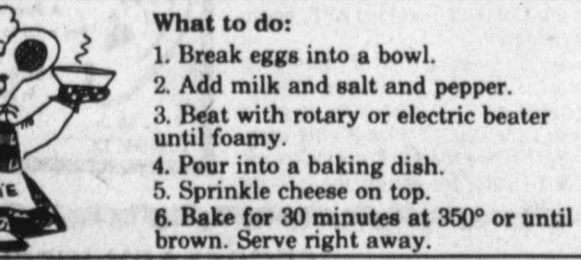 What to do:
1. Break eggs into a bowl.
2. Add milk and salt and pepper.
3. Beat with rotary or electric beater
until foamy.
4. Pour into a baking dish.
5. Sprinkle cheese on top.
6. Bake for 30 minutes at 350° or until
brown. Serve right away.